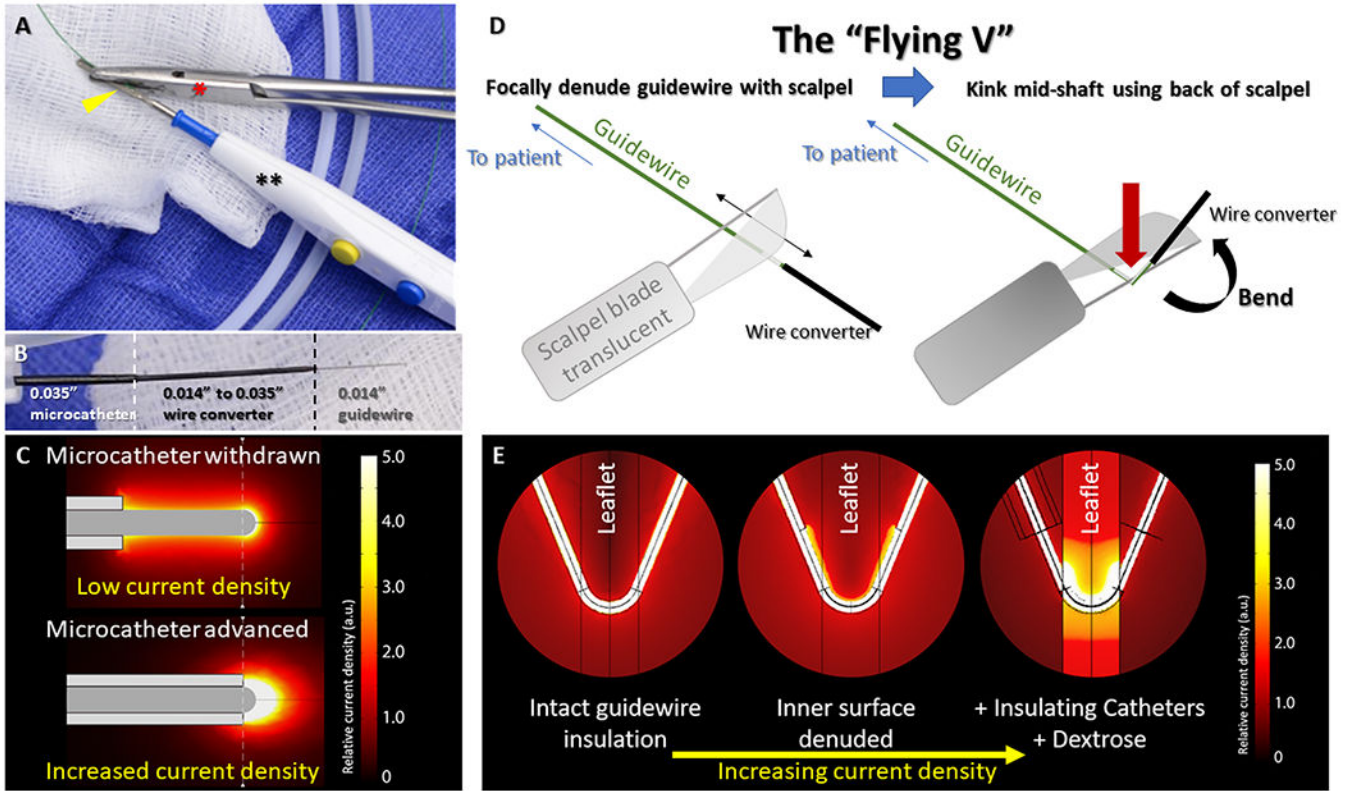 A
*
**
B
0.035”
microcatheter
0.014” to 0.035”
wire converter
0.014”
guidewire
C
Microcatheter withdrawn
Low current density
Microcatheter advanced
Increased current density
5.0
4.0
3.0
2.0
1.0
0
Relative current density (a.u.)
D
The “Flying V”
Focally denude guidewire with scalpel
Kink mid-shaft using back of scalpel
Guidewire
To patient
Scalpel blade
translucent
Wire converter
Guidewire
To patient
Wire converter
Bend
E
Leaflet
Leaflet
Leaflet
Intact guidewire
insulation
Inner surface
denuded
+ Insulating Catheters
+ Dextrose
Increasing current density
5.0
4.0
3.0
2.0
1.0
0
Relative current density (a.u.)